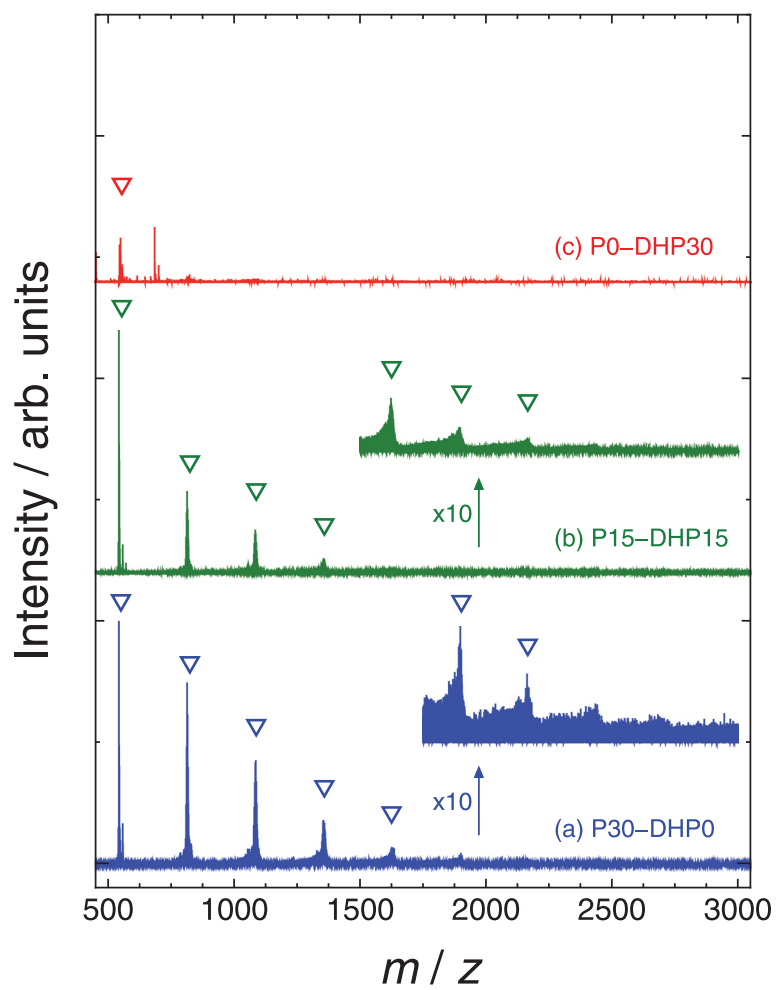 (c) P0–DHP30
x10
(b) P15–DHP15
x10
(a) P30–DHP0
Intensity / arb. units
500 1000 1500 2000 2500 3000
m / z